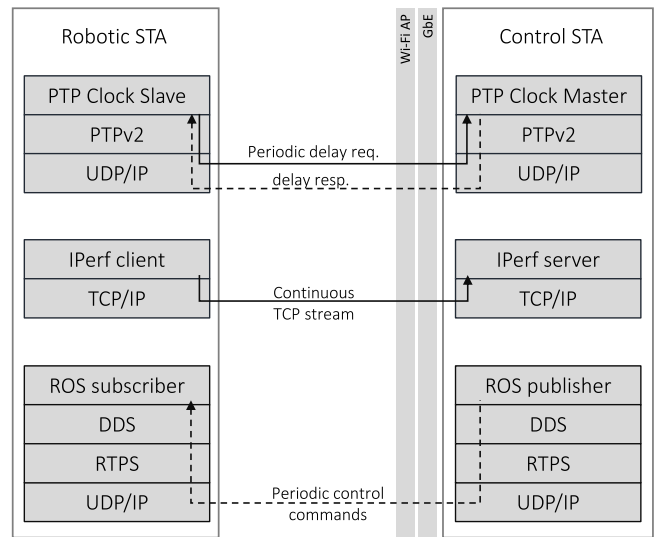 Robotic STA
Wi-Fi AP
GbE
Control STA
PTP Clock Slave
PTP Clock Master
PTPv2
PTPv2
Periodic delay req.
UDP/IP
UDP/IP
delay resp.
IPerf client
IPerf server
TCP/IP
TCP/IP
Continuous
TCP stream
ROS subscriber
ROS publisher
DDS
DDS
RTPS
RTPS
UDP/IP
UDP/IP
Periodic control
commands